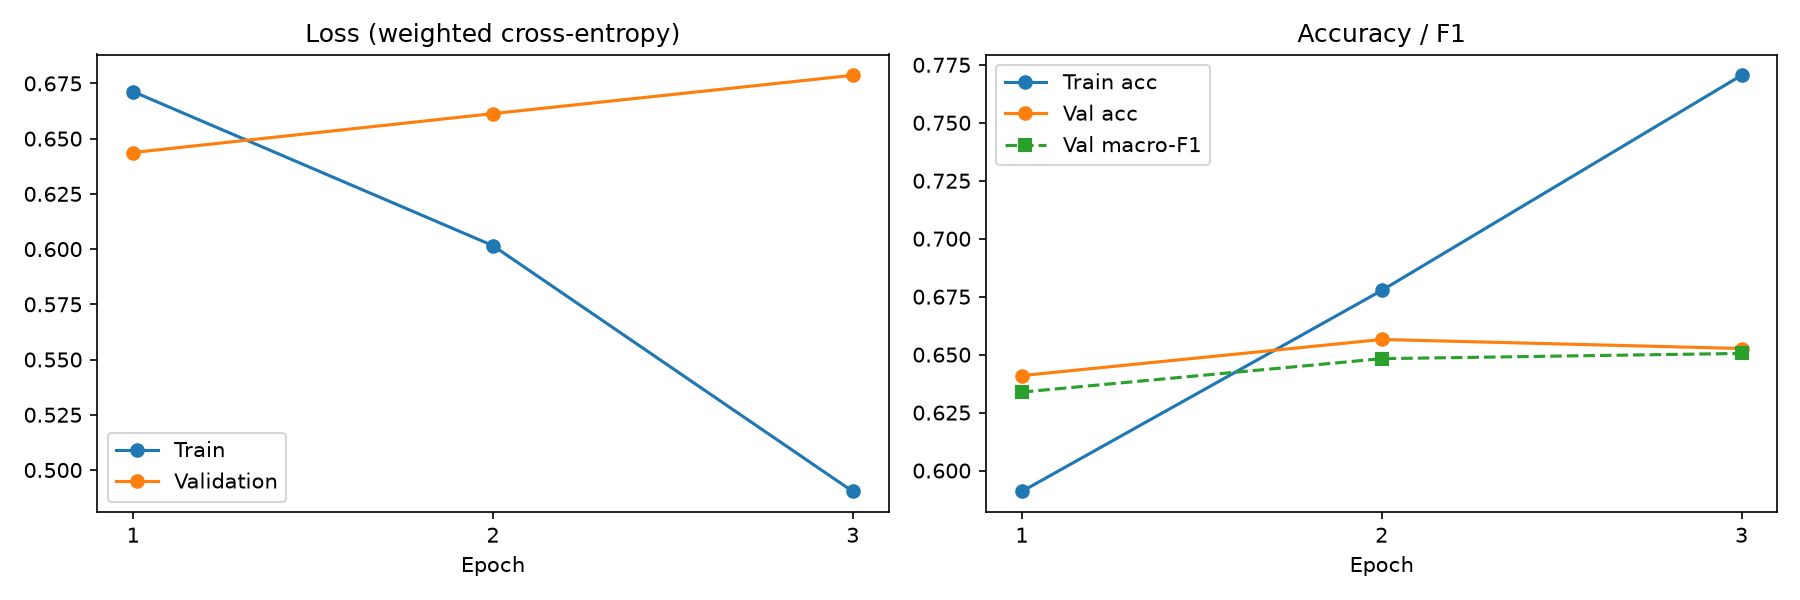 Loss (weighted cross-entropy)
0.675
0.650
0.625
0.600
0.575
0.550
0.525
0.500
Train
Validation
1 2 3
Epoch
Accuracy / F1
0.775
0.750
0.725
0.700
0.675
0.650
0.625
0.600
Train acc
Val acc
Val macro-F1
1 2 3
Epoch